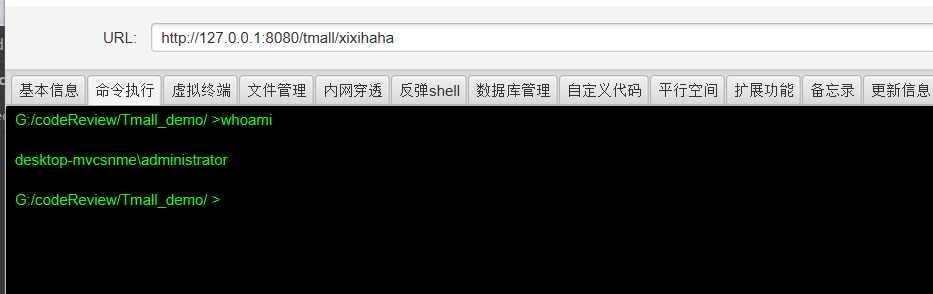 URL: http://127.0.0.1:8080/tmall/xixihaha
基本信息 命令执行 虚拟终端 文件管理 内网穿透 反弹shell 数据库管理 自定义代码 平行空间 扩展功能 备忘录 更新信息
G:/codeReview/Tmall_demo/ >whoami
desktop-mvcsnme\administrator
G:/codeReview/Tmall_demo/ >